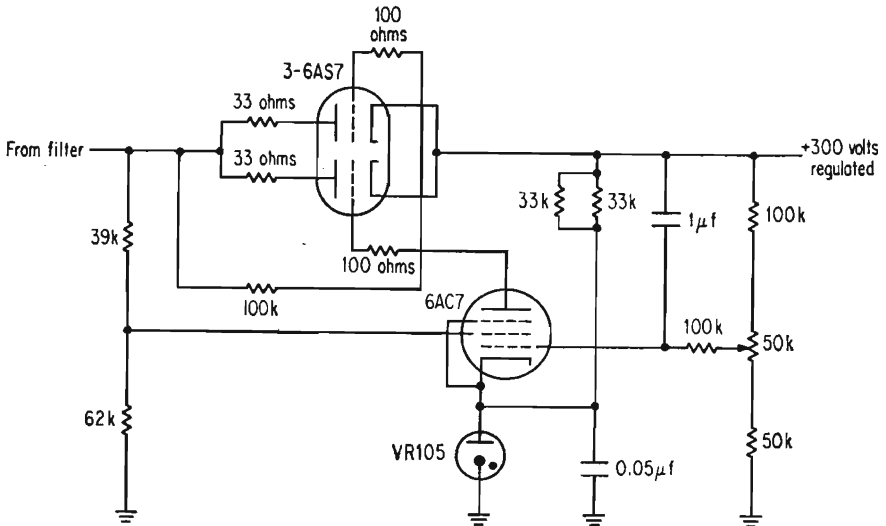 100
ohms
3-6AS7
33 ohms
From filter
33 ohms
+300 volts
regulated
33k
33k
1μf
100k
39k
100 ohms
100k
6AC7
100k
50k
62k
VR105
0.05μf
50k